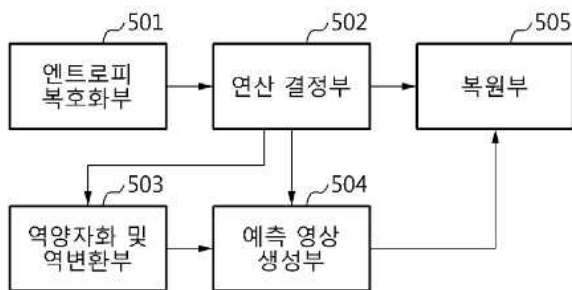 501
엔트로피
복호화부
502
연산 결정부
505
복원부
503
역양자화 및
역변환부
504
예측 영상
생성부